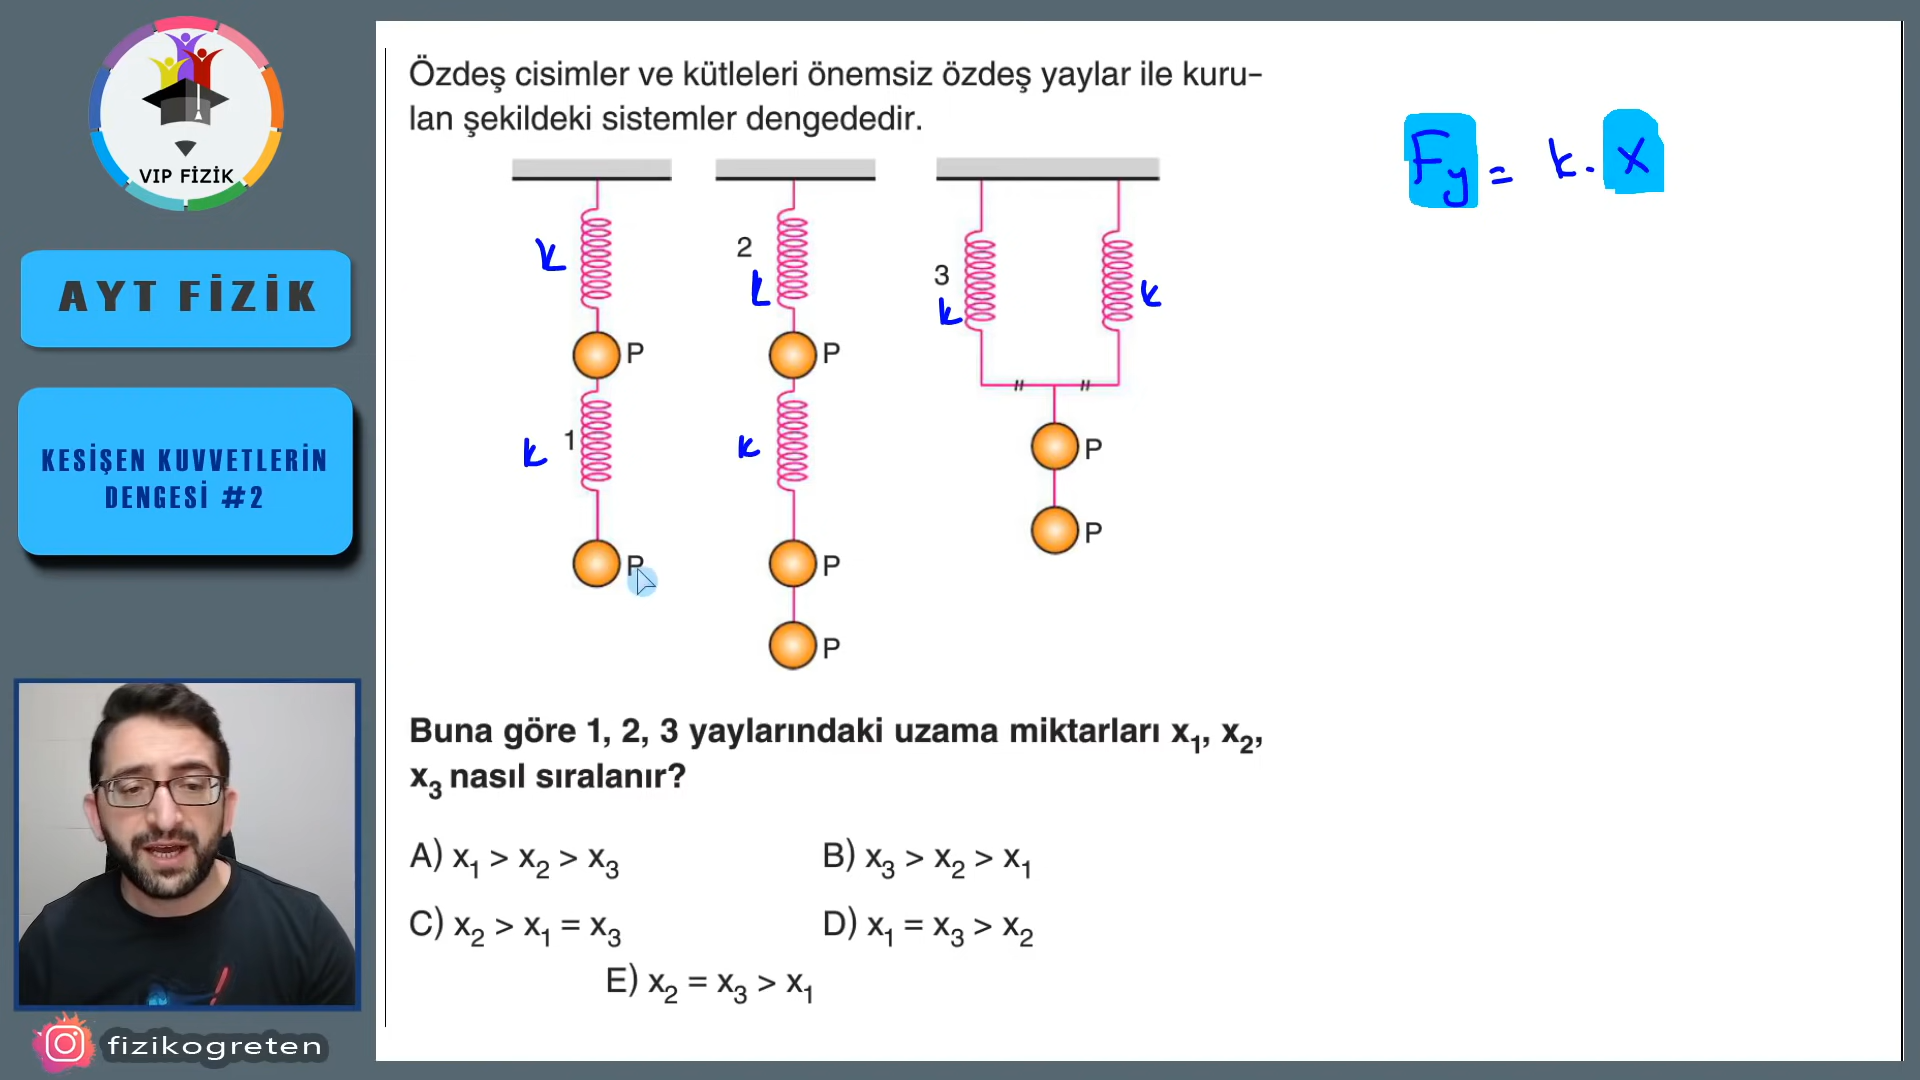 VIP FİZİK
AYT FİZİK
KESİŞEN KUVVETLERİN
DENGESİ #2
fizikogreten
Özdeş cisimler ve kütleleri önemsiz özdeş yaylar ile kuru-
lan şekildeki sistemler dengededir.
Fy = k. x
k
2
k
3
k
k
P
P
1
k
k
P
P
P
P
P
Buna göre 1, 2, 3 yaylarındaki uzama miktarları x₁, x₂,
x₃ nasıl sıralanır?
A) x₁ > x₂ > x₃
B) x₃ > x₂ > x₁
C) x₂ > x₁ = x₃
D) x₁ = x₃ > x₂
E) x₂ = x₃ > x₁